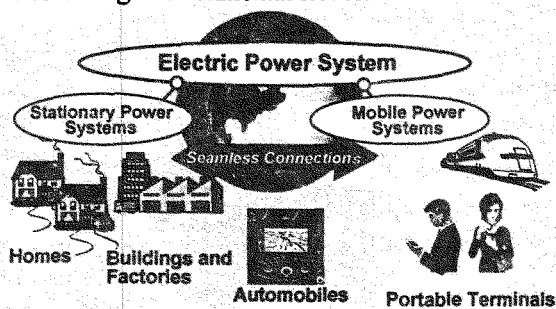 Electric Power System
Stationary Power
Systems
Mobile Power
Systems
Seamless Connections
Homes
Buildings and
Factories
Automobiles
Portable Terminals